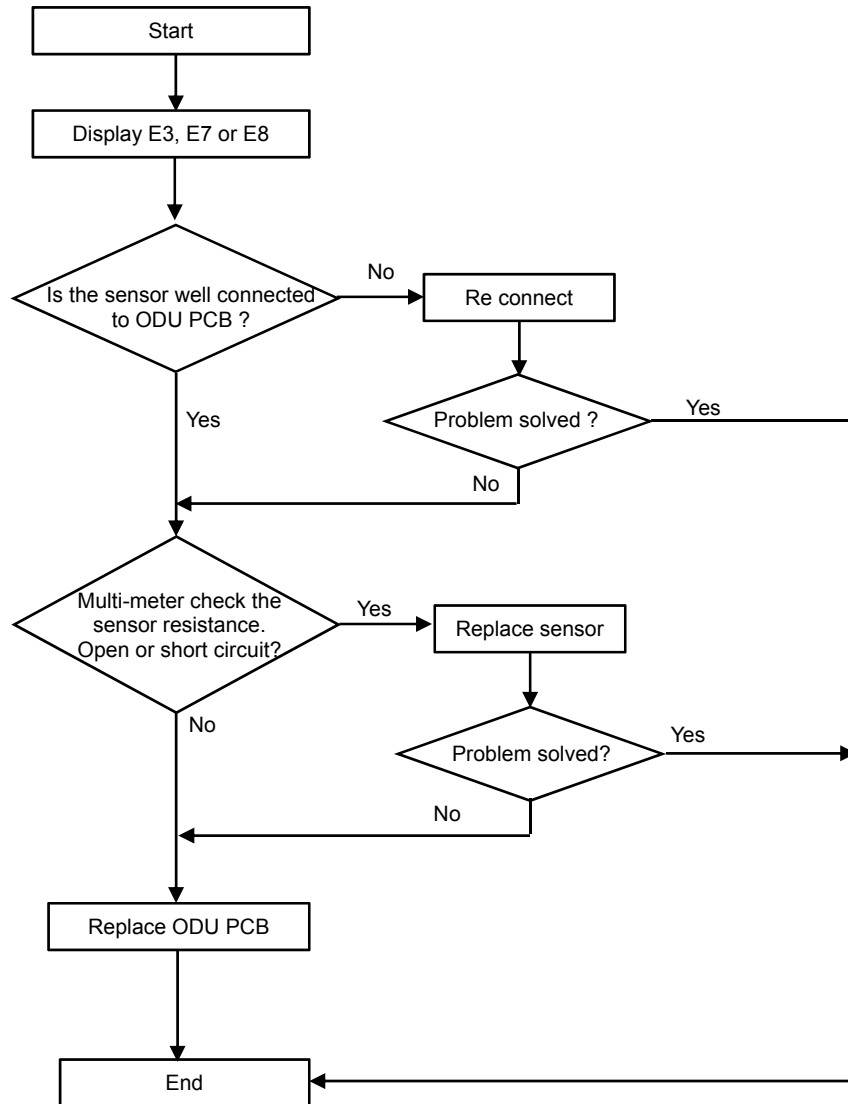 Start
Display E3, E7 or E8
Is the sensor well connected
to ODU PCB ?
No
Re connect
Yes
Problem solved ?
Yes
No
Multi-meter check the
sensor resistance.
Open or short circuit?
Yes
Replace sensor
No
Problem solved?
Yes
No
Replace ODU PCB
End